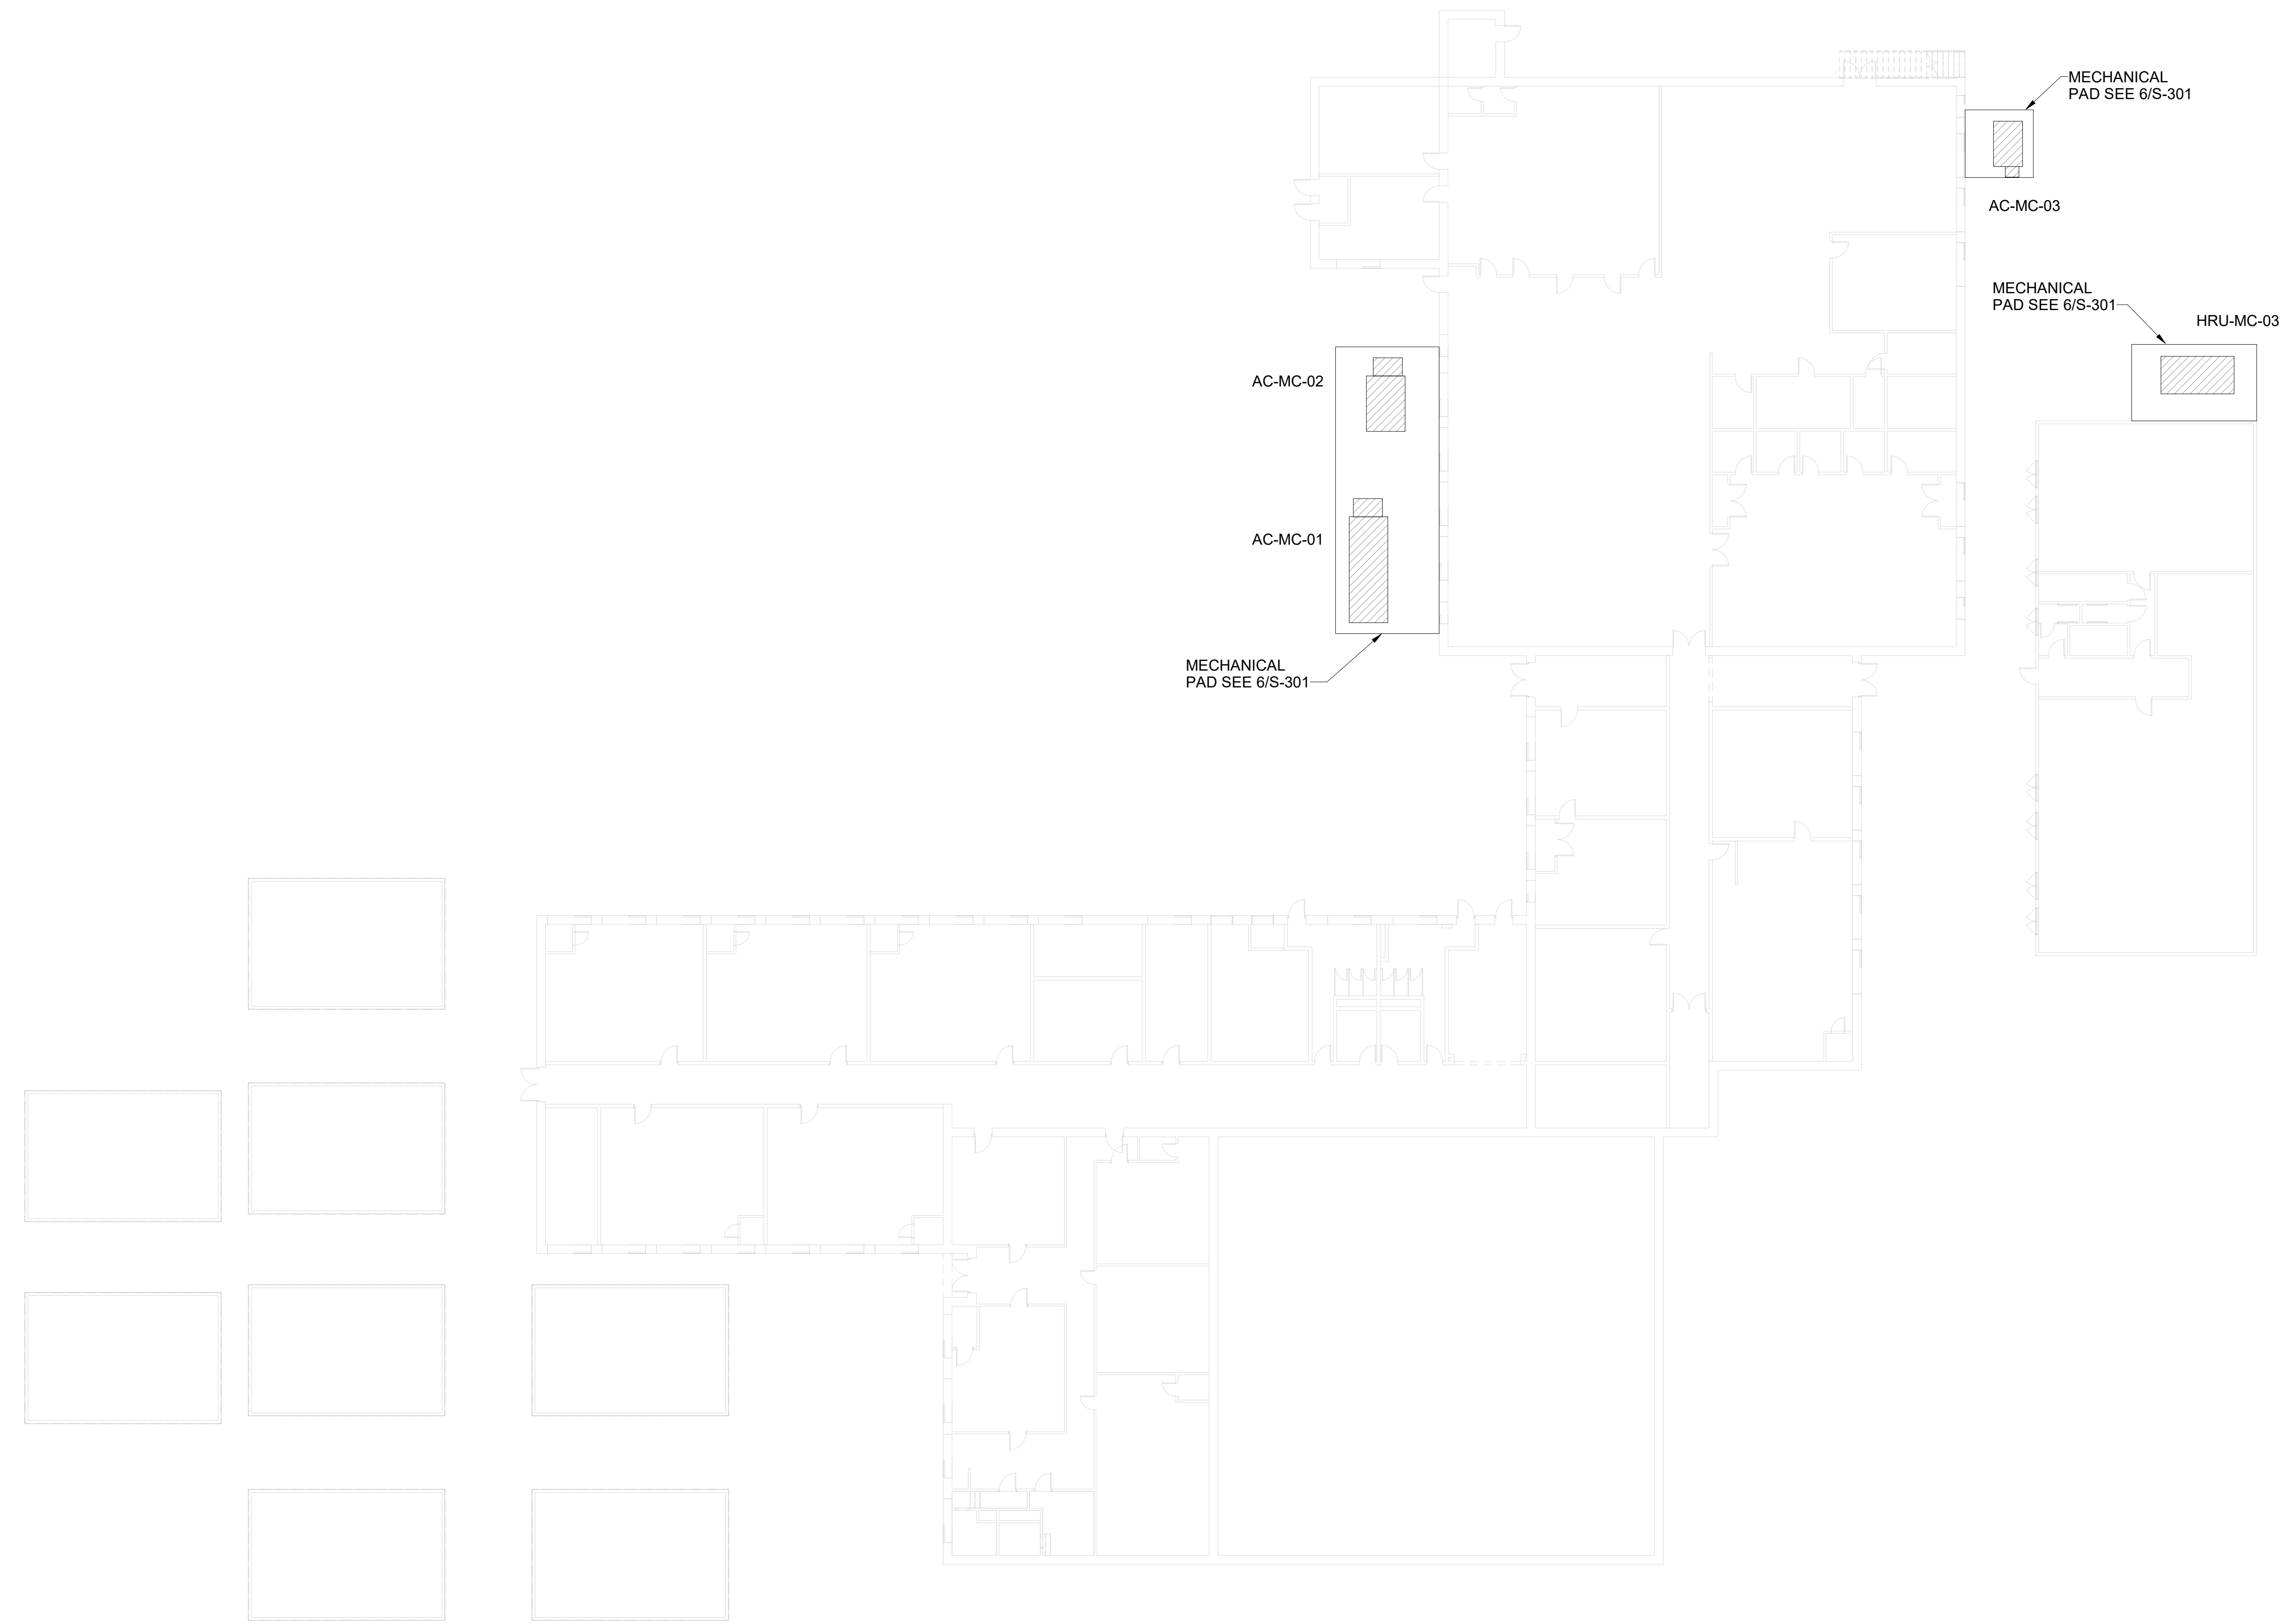 MECHANICAL
PAD SEE 6/S-301
AC-MC-03
MECHANICAL
PAD SEE 6/S-301
HRU-MC-03
AC-MC-02
AC-MC-01
MECHANICAL
PAD SEE 6/S-301